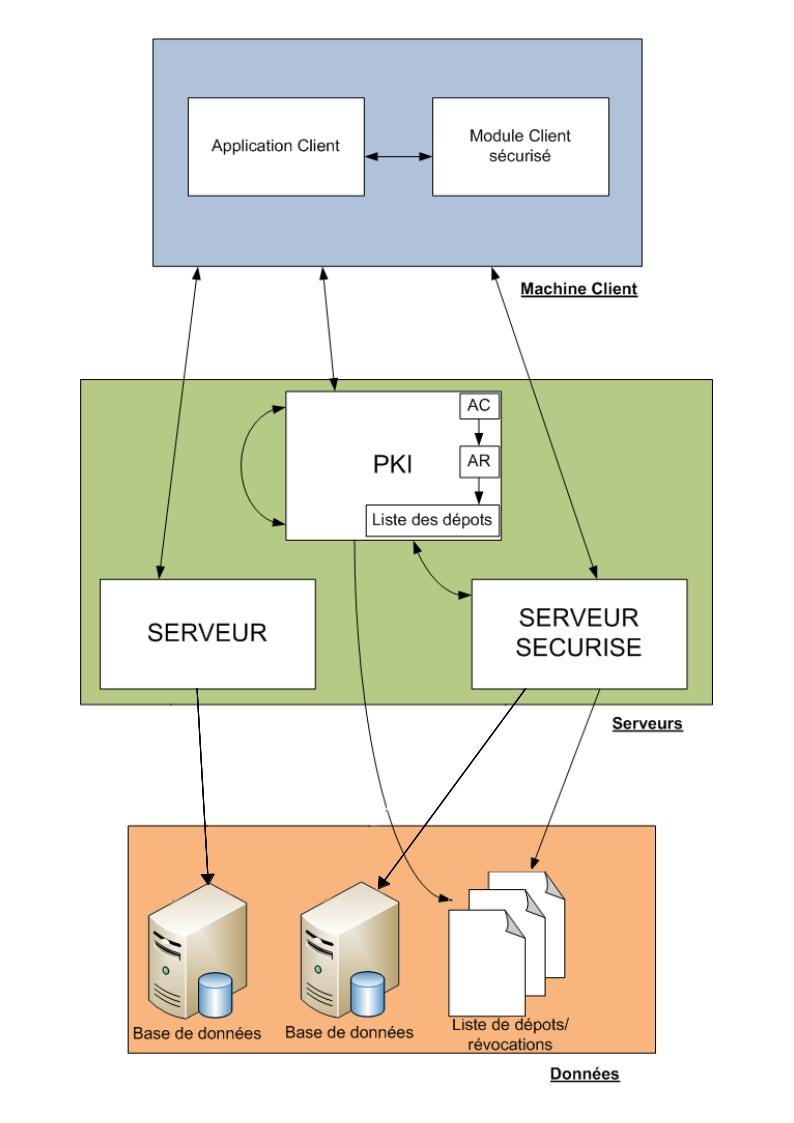 Application Client
Module Client
sécurisé
Machine Client
AC
PKI
AR
Liste des dépots
SERVEUR
SERVEUR
SECURISE
Serveurs
Base de données
Base de données
Liste de dépots/
révocations
Données